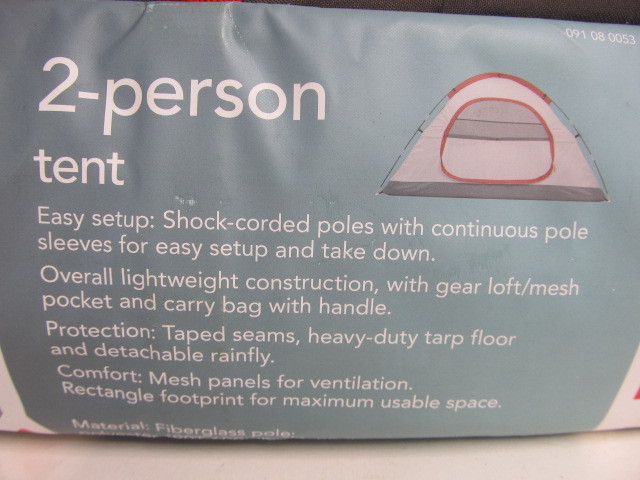 091 08 0053
2-person
tent
Easy setup: Shock-corded poles with continuous pole
sleeves for easy setup and take down.
Overall lightweight construction, with gear loft/mesh
pocket and carry bag with handle.
Protection: Taped seams, heavy-duty tarp floor
and detachable rainfly.
Comfort: Mesh panels for ventilation.
Rectangle footprint for maximum usable space.
Material: Fiberglass pole;